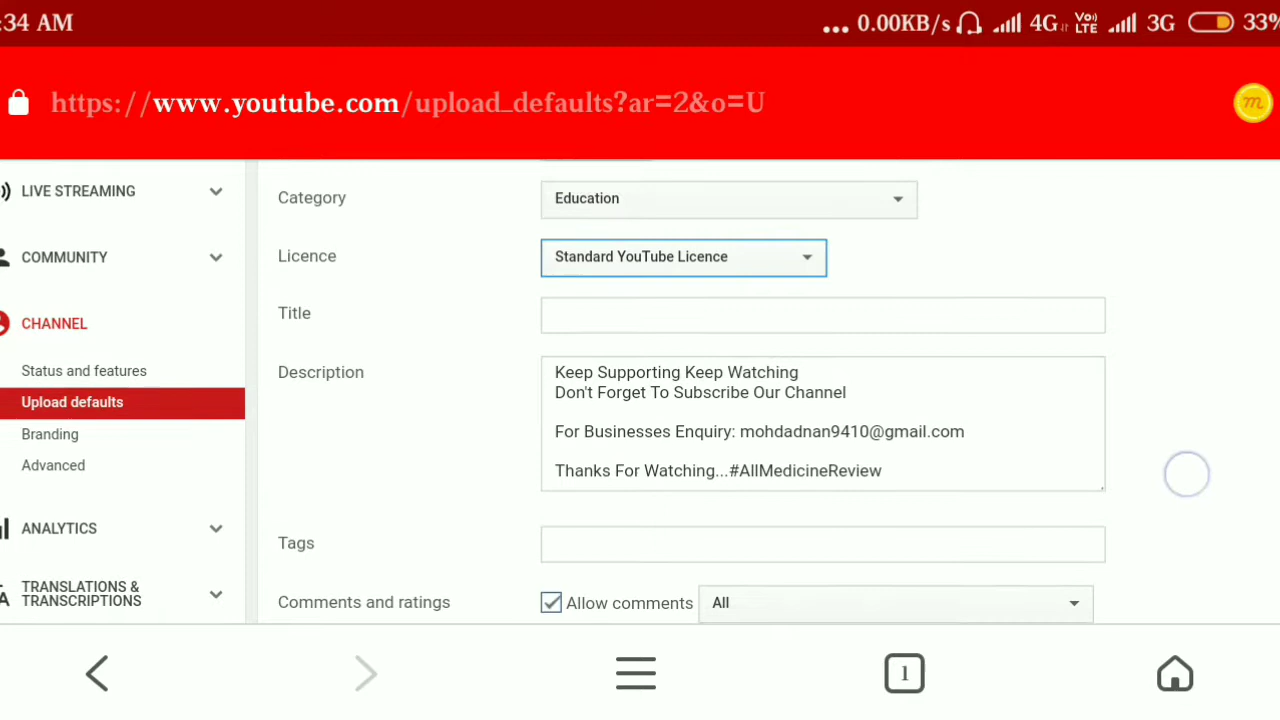 :34 AM
... 0.00KB/s 4G Vo) LTE 3G 33%
https://www.youtube.com/upload_defaults?ar=2&o=U
m
LIVE STREAMING
COMMUNITY
CHANNEL
Status and features
Upload defaults
Branding
Advanced
ANALYTICS
TRANSLATIONS &
TRANSCRIPTIONS
Category
Education
Licence
Standard YouTube Licence
Title
Description
Keep Supporting Keep Watching
Don't Forget To Subscribe Our Channel
For Businesses Enquiry: mohdadnan9410@gmail.com
Thanks For Watching...#AllMedicineReview
Tags
Comments and ratings
Allow comments
All
1